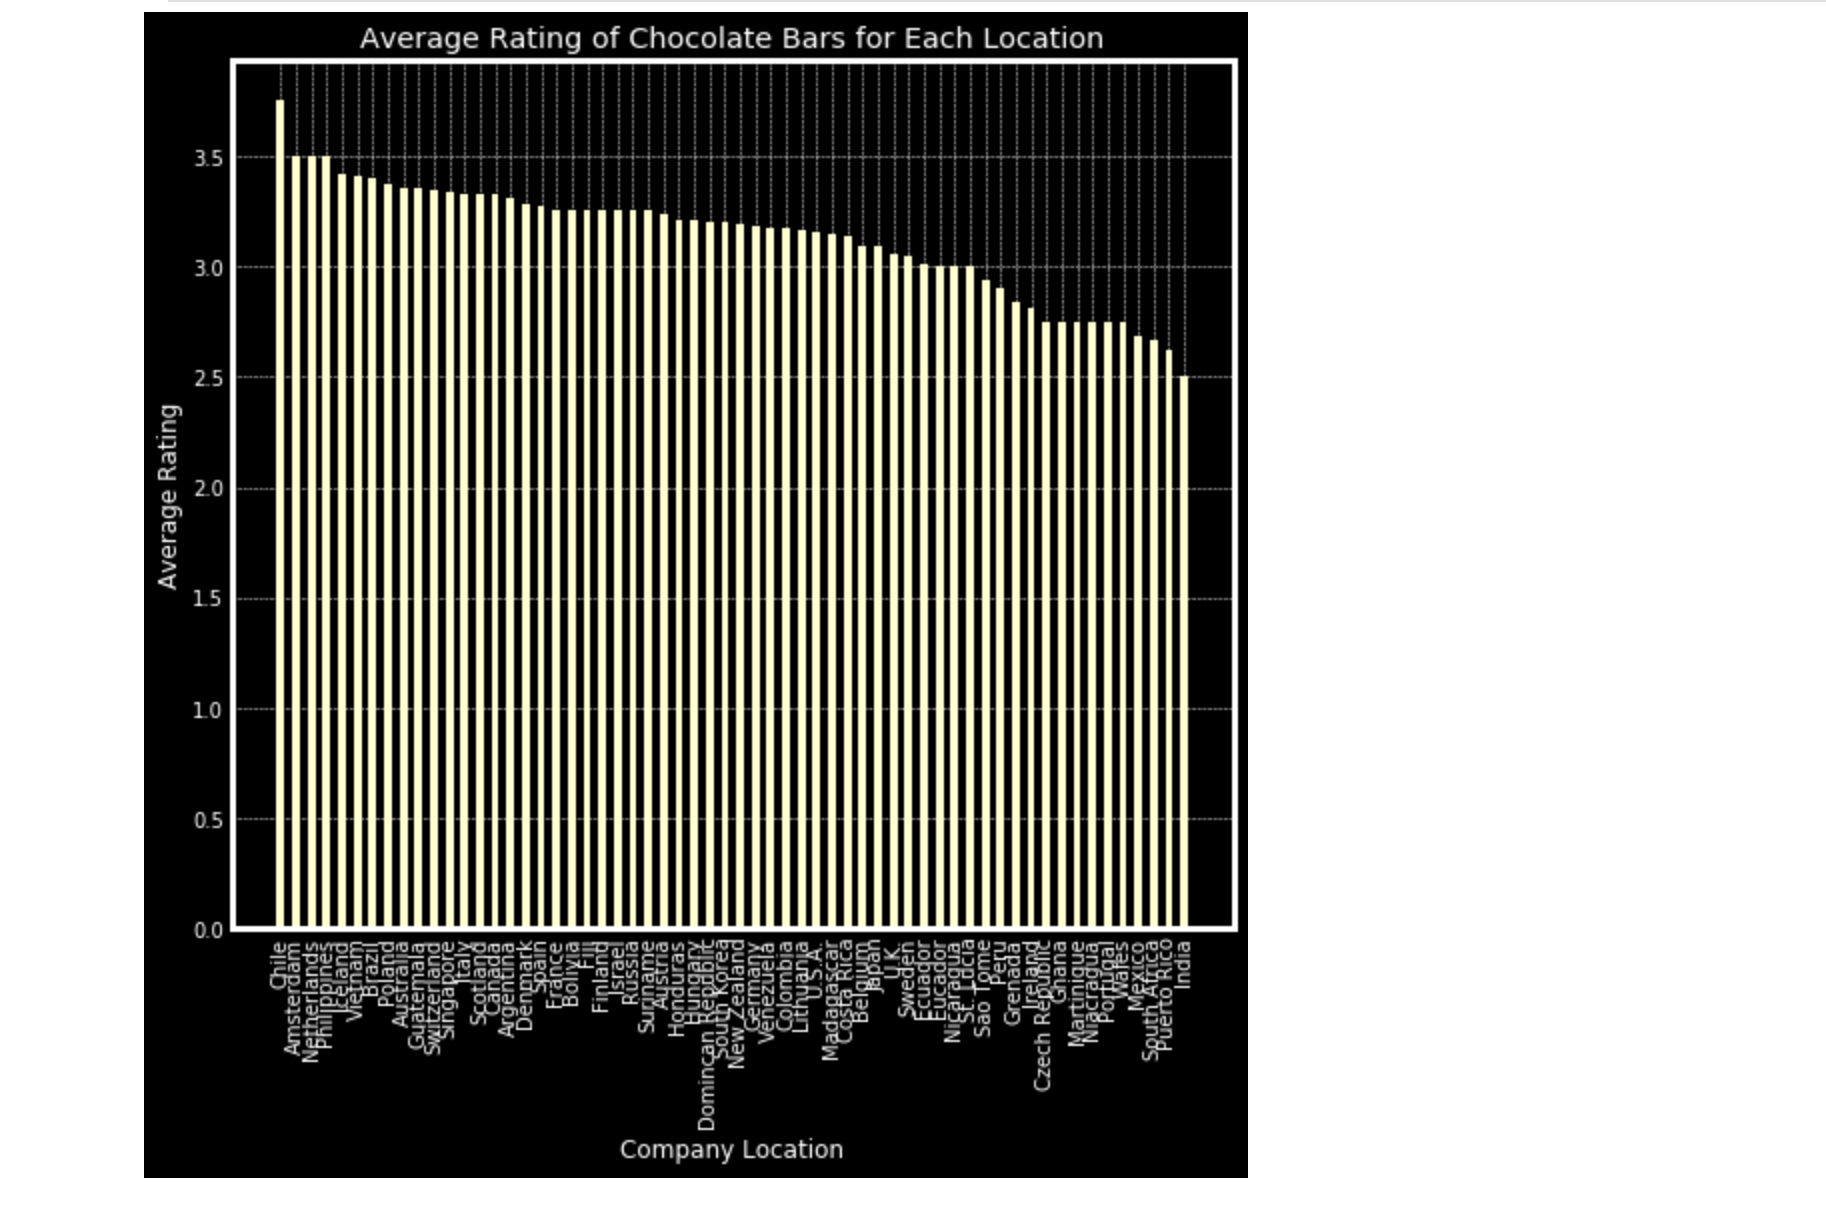 Average Rating of Chocolate Bars for Each Location
Average Rating
3.5
3.0
2.5
2.0
1.5
1.0
0.5
0.0
Chile
Amsterdam
Netherlands
Philippines
Iceland
Vietnam
Brazil
Poland
Australia
Guatemala
Switzerland
Singapore
Italy
Scotland
Canada
Argentina
Denmark
Spain
France
Bolivia
Fiji
Finland
Israel
Russia
Suriname
Austria
Honduras
Hungary
Domincan Republic
South Korea
New Zealand
Germany
Venezuela
Colombia
Lithuania
U.S.A.
Madagascar
Costa Rica
Belgium
Japan
U.K.
Sweden
Ecuador
Eucador
Nicaragua
St. Lucia
Sao Tome
Peru
Grenada
Ireland
Czech Republic
Ghana
Martinique
Niacragua
Portugal
Wales
Mexico
South Africa
Puerto Rico
India
Company Location